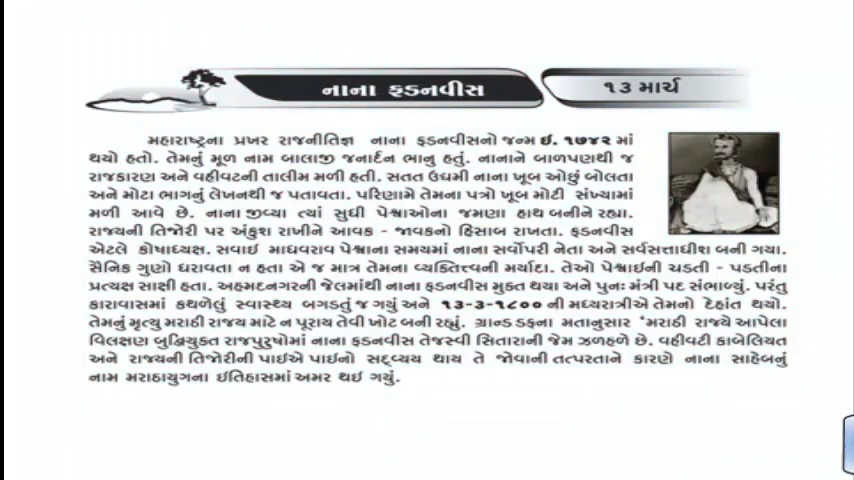 નાના ફડનવીસ
૧૩ માર્ચ
મહારાષ્ટ્રના પ્રખર રાજનીતિજ્ઞ નાના ફડનવીસનો જન્મ ઇ. ૧૭૪૨ માં
થયો હતો. તેમનું મૂળ નામ બાલાજી જનાર્દન ભાનુ હતું. નાનાને બાળપણથી જ
રાજકારણ અને વહીવટની તાલીમ મળી હતી. સતત ઉદ્યમી નાના ખૂબ ઓછું બોલતા
અને મોટા ભાગનું લેખનથી જ પતાવતા. પરિણામે તેમના પત્રો ખૂબ મોટી સંખ્યામાં
મળી આવે છે. નાના જીવ્યા ત્યાં સુધી પેશ્વાઓના જમણા હાથ બનીને રહ્યા.
રાજ્યની તિજોરી પર અંકુશ રાખીને આવક - જાવકનો હિસાબ રાખતા. ફડનવીસ
એટલે કોષાધ્યક્ષ. સવાઈ માધવરાવ પેશ્વાના સમયમાં નાના સર્વોપરી નેતા અને સર્વસત્તાધીશ બની ગયા.
સૈનિક ગુણો ધરાવતા ન હતા એ જ માત્ર તેમના વ્યક્તિત્વની મર્યાદા. તેઓ પેશ્વાઈની ચડતી - પડતીના
પ્રત્યક્ષ સાક્ષી હતા. અહમદનગરની જેલમાંથી નાના ફડનવીસ મુક્ત થયા અને પુનઃ મંત્રી પદ સંભાળ્યું. પરંતુ
કારાવાસમાં કથળેલું સ્વાસ્થ્ય બગડતું જ ગયું અને ૧૩-૩-૧૮૦૦ ની મધ્યરાત્રીએ તેમનો દેહાંત થયો.
તેમનું મૃત્યુ મરાઠી રાજ્ય માટે ન પૂરાય તેવી ખોટ બની રહ્યું. ગ્રાન્ડ ડફના મતાનુસાર ‘મરાઠી રાજ્યે આપેલા
વિલક્ષણ બુદ્ધિયુક્ત રાજપુરુષોમાં નાના ફડનવીસ તેજસ્વી સિતારાની જેમ ઝળહળે છે. વહીવટી કાબેલિયત
અને રાજ્યની તિજોરીની પાઈએ પાઈનો સદ્વ્યય થાય તે જોવાની તત્પરતાને કારણે નાના સાહેબનું
નામ મરાઠાયુગના ઈતિહાસમાં અમર થઈ ગયું.